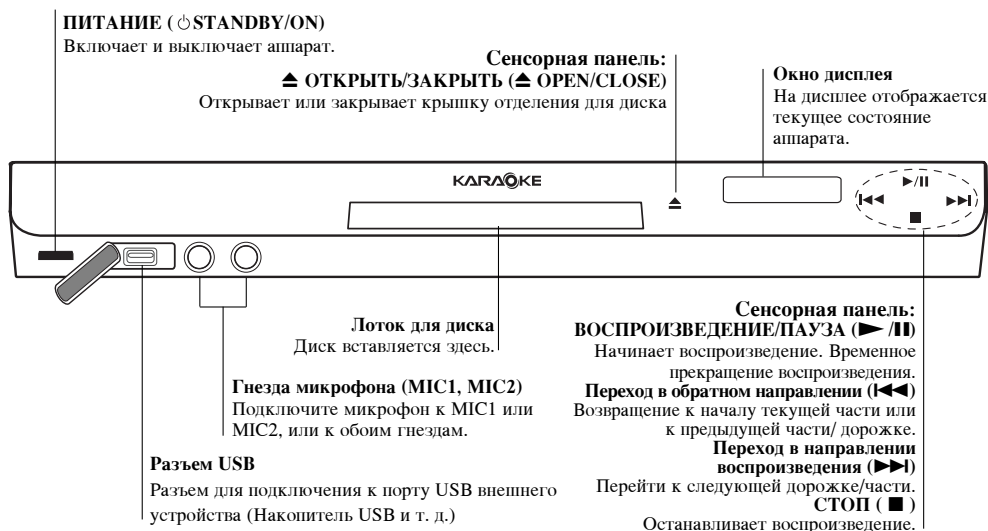 ПИТАНИЕ (⏻STANDBY/ON)
Включает и выключает аппарат.
Сенсорная панель:
⏏ ОТКРЫТЬ/ЗАКРЫТЬ (⏏ OPEN/CLOSE)
Открывает или закрывает крышку отделения для диска
Окно дисплея
На дисплее отображается
текущее состояние
аппарата.
KARAOKE
Лоток для диска
Диск вставляется здесь.
Гнезда микрофона (MIC1, MIC2)
Подключите микрофон к MIC1 или
MIC2, или к обоим гнездам.
Разъем USB
Разъем для подключения к порту USB внешнего
устройства (Накопитель USB и т. д.)
Сенсорная панель:
ВОСПРОИЗВЕДЕНИЕ/ПАУЗА (▶ /❚❚)
Начинает воспроизведение. Временное
прекращение воспроизведения.
Переход в обратном направлении (⏮)
Возвращение к началу текущей части или
к предыдущей части/ дорожке.
Переход в направлении
воспроизведения (⏭)
Перейти к следующей дорожке/части.
СТОП ( ■ )
Останавливает воспроизведение.